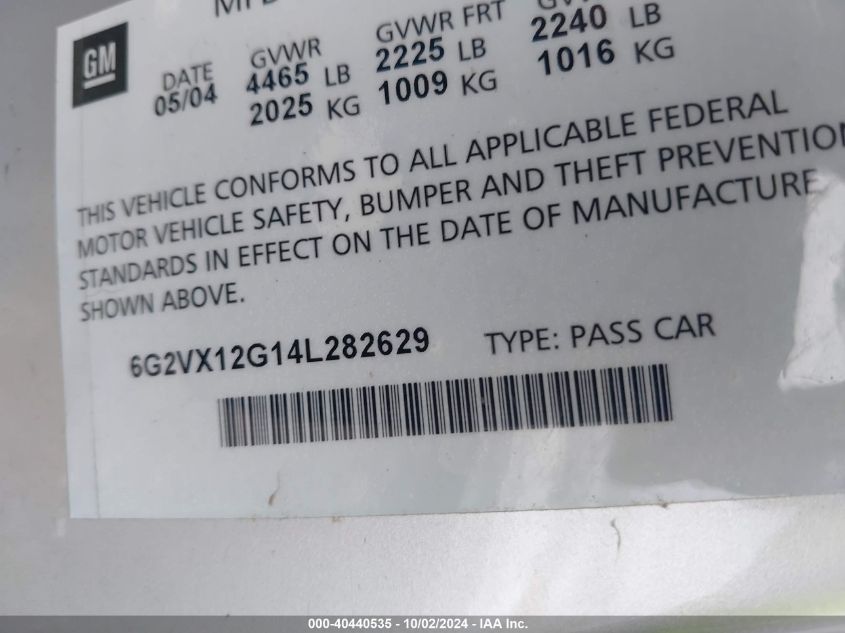 GM
DATE
05/04
GVWR
4465 LB
2025 KG
GVWR FRT
2225 LB
1009 KG
2240 LB
1016 KG
THIS VEHICLE CONFORMS TO ALL APPLICABLE FEDERAL
MOTOR VEHICLE SAFETY, BUMPER AND THEFT PREVENTION
STANDARDS IN EFFECT ON THE DATE OF MANUFACTURE
SHOWN ABOVE.
6G2VX12G14L282629 TYPE: PASS CAR
000-40440535 - 10/02/2024 - IAA Inc.